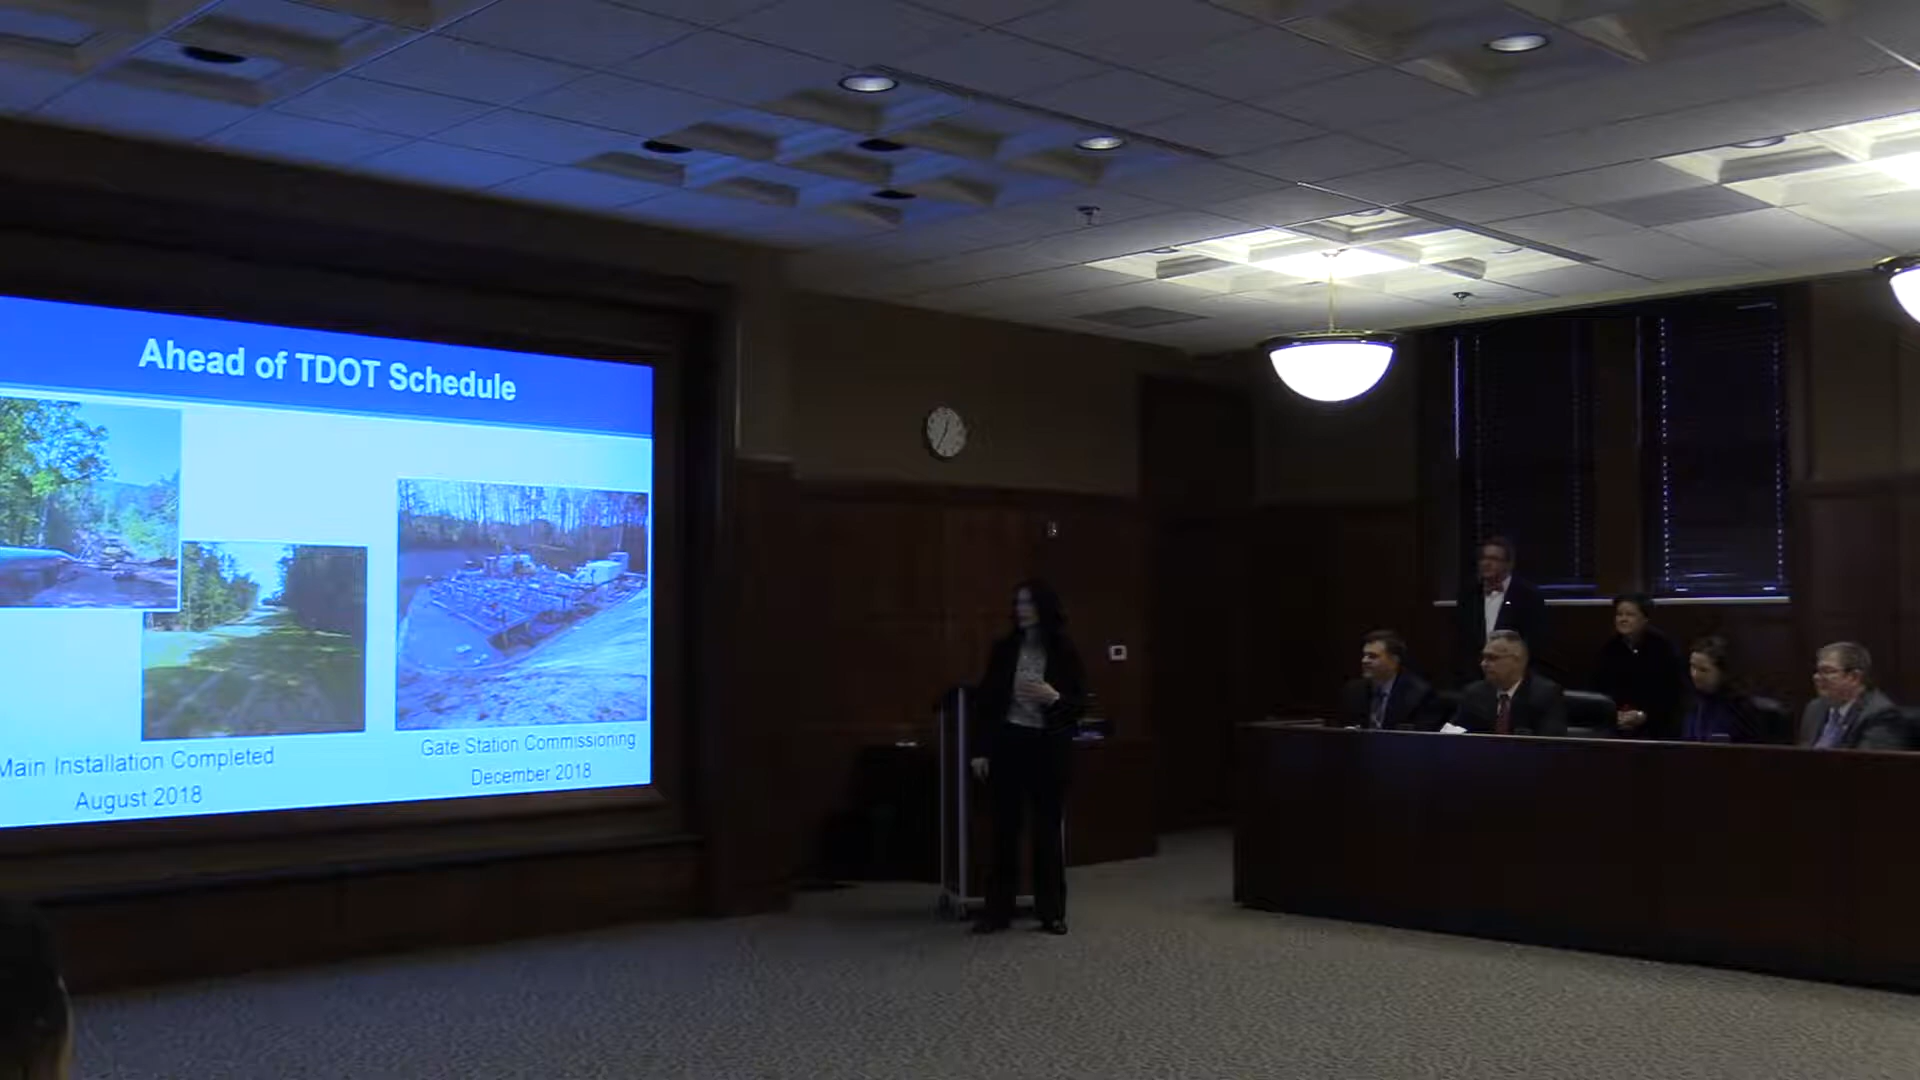 Ahead of TDOT Schedule
Main Installation Completed
August 2018
Gate Station Commissioning
December 2018